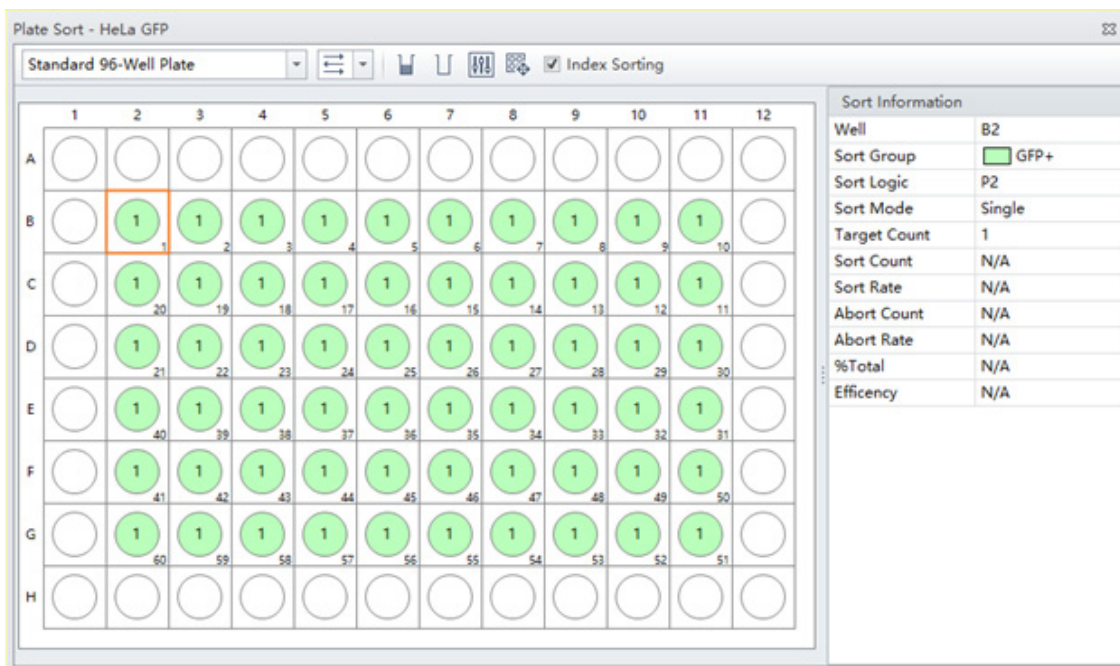 Plate Sort - HeLa GFP
Standard 96-Well Plate
Index Sorting
1 2 3 4 5 6 7 8 9 10 11 12
A
B 1 1 1 1 1 1 1 1 1 1
1 2 3 4 5 6 7 8 9 10
C 1 1 1 1 1 1 1 1 1 1
20 19 18 17 16 15 14 13 12 11
D 1 1 1 1 1 1 1 1 1 1
21 22 23 24 25 26 27 28 29 30
E 1 1 1 1 1 1 1 1 1 1
40 39 38 37 36 35 34 33 32 31
F 1 1 1 1 1 1 1 1 1 1
41 42 43 44 45 46 47 48 49 50
G 1 1 1 1 1 1 1 1 1 1
60 59 58 57 56 55 54 53 52 51
H
Sort Information
Well B2
Sort Group GFP+
Sort Logic P2
Sort Mode Single
Target Count 1
Sort Count N/A
Sort Rate N/A
Abort Count N/A
Abort Rate N/A
%Total N/A
Efficency N/A